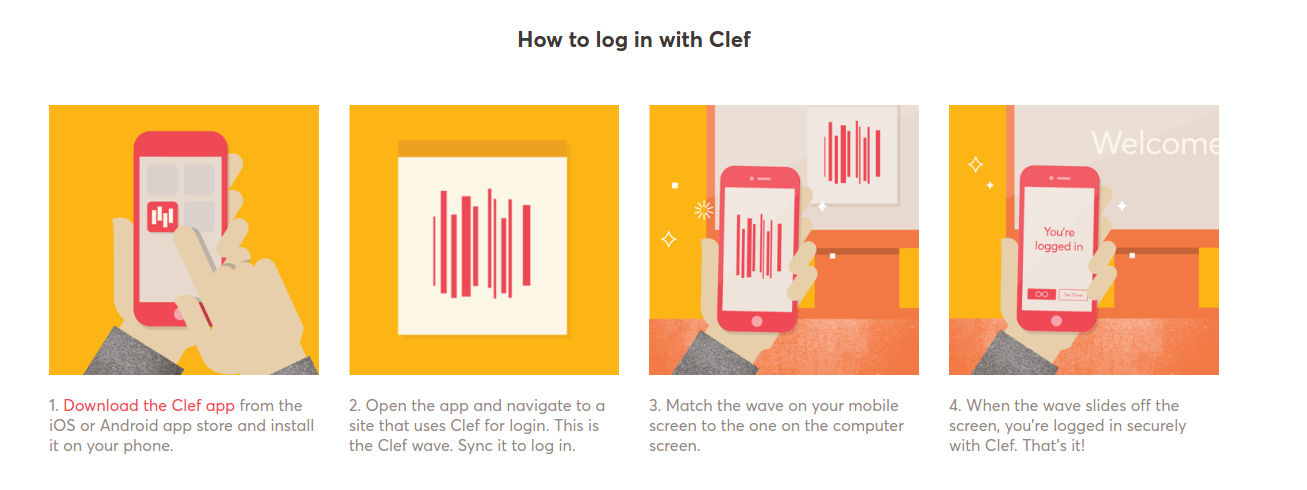 How to log in with Clef
1. Download the Clef app from the
iOS or Android app store and install
it on your phone.
2. Open the app and navigate to a
site that uses Clef for login. This is
the Clef wave. Sync it to log in.
3. Match the wave on your mobile
screen to the one on the computer
screen.
Welcome
You're
logged in
Set Timer
4. When the wave slides off the
screen, you're logged in securely
with Clef. That's it!